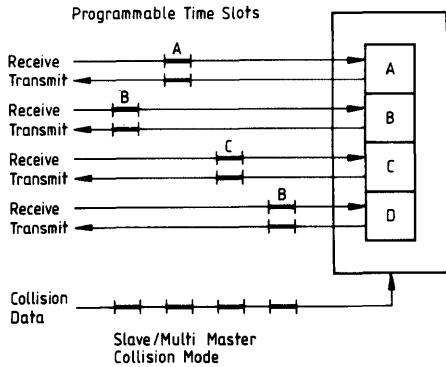 Programmable Time Slots
A
Receive
Transmit
A
B
Receive
Transmit
B
C
Receive
Transmit
C
B
Receive
Transmit
D
Collision
Data
Slave/Multi Master
Collision Mode